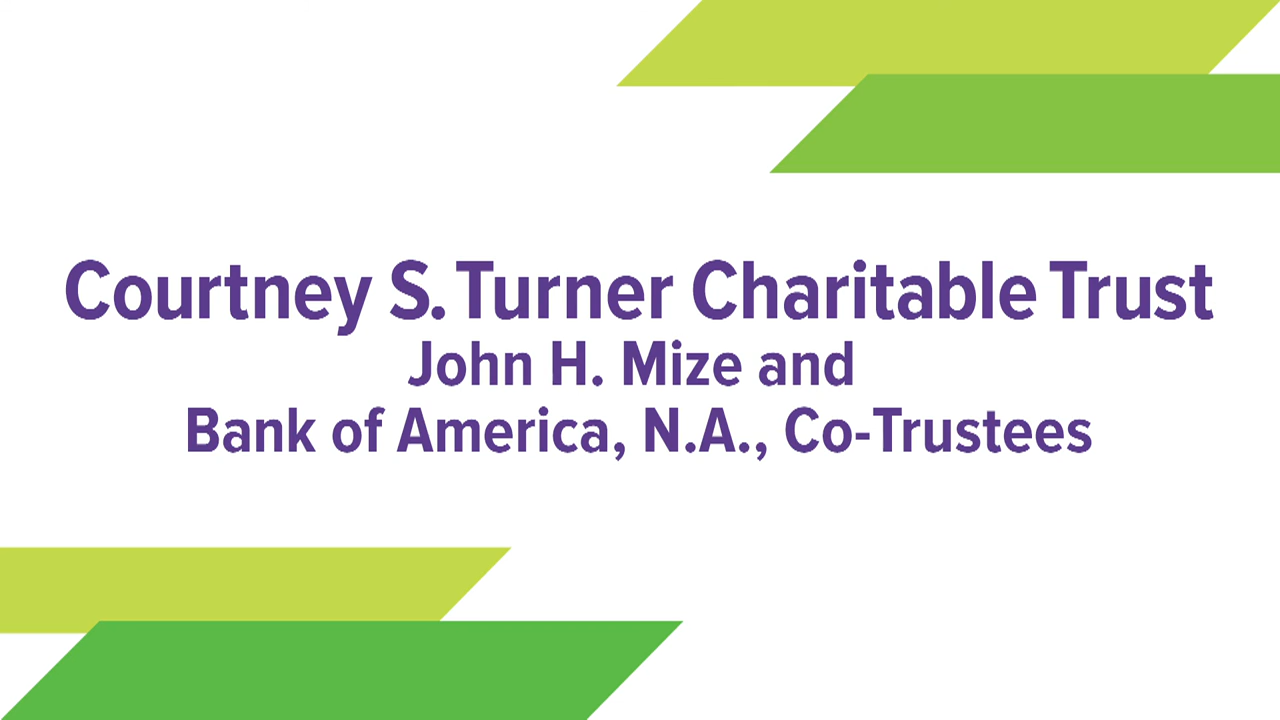 Courtney S. Turner Charitable Trust
John H. Mize and
Bank of America, N.A., Co-Trustees